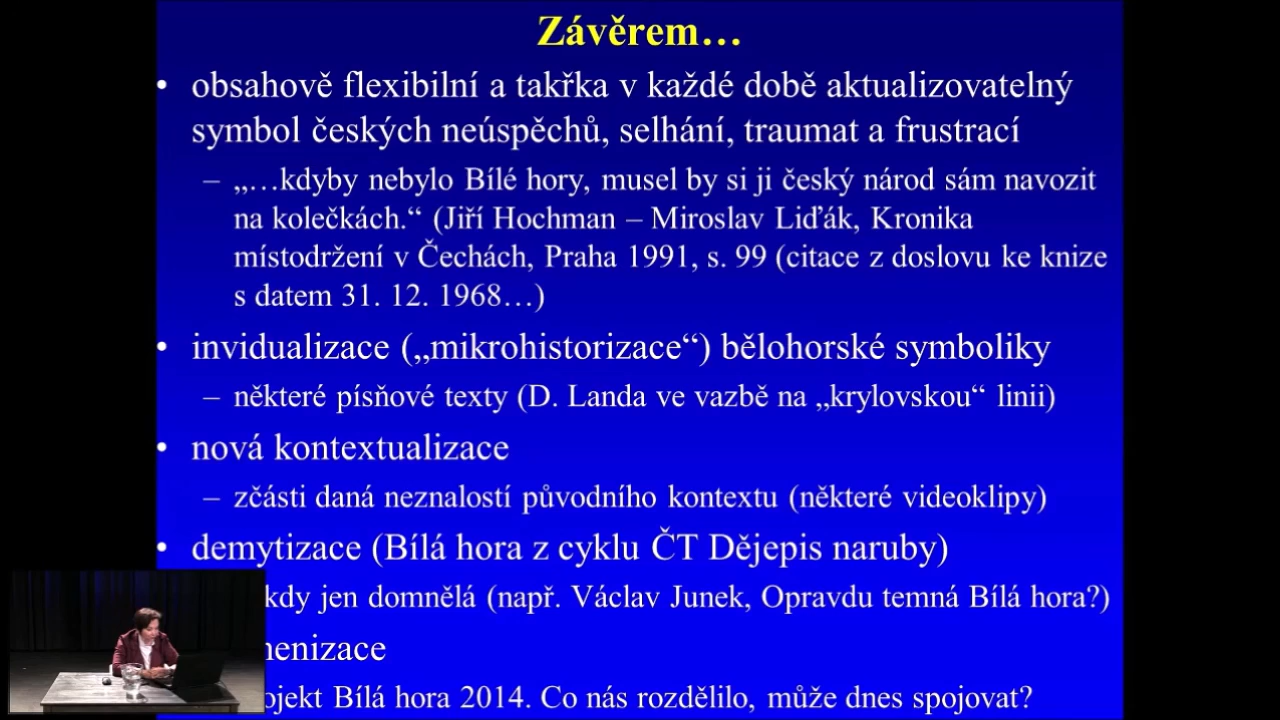 Závěrem…
• obsahově flexibilní a takřka v každé době aktualizovatelný
symbol českých neúspěchů, selhání, traumat a frustrací
– „…kdyby nebylo Bílé hory, musel by si ji český národ sám navozit
na kolečkách.“ (Jiří Hochman – Miroslav Liďák, Kronika
místodržení v Čechách, Praha 1991, s. 99 (citace z doslovu ke knize
s datem 31. 12. 1968…)
• invidualizace („mikrohistorizace“) bělohorské symboliky
– některé písňové texty (D. Landa ve vazbě na „krylovskou“ linii)
• nová kontextualizace
– zčásti daná neznalostí původního kontextu (některé videoklipy)
• demytizace (Bílá hora z cyklu ČT Dějepis naruby)
jen domnělá (např. Václav Junek, Opravdu temná Bílá hora?)
Bílá hora 2014. Co nás rozdělilo, může dnes spojovat?